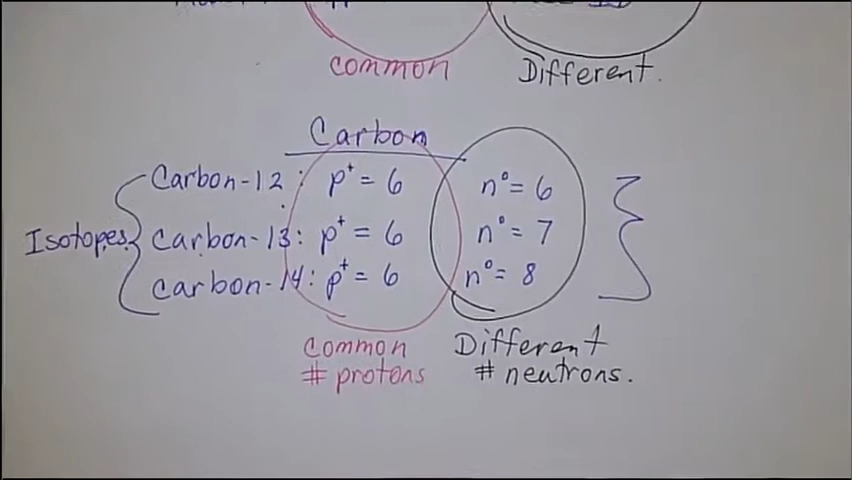 common
Different.
Carbon
Isotopes
Carbon-12: p⁺ = 6 n° = 6
Carbon-13: p⁺ = 6 n° = 7
Carbon-14: p⁺ = 6 n° = 8
Common
# protons
Different
# neutrons.